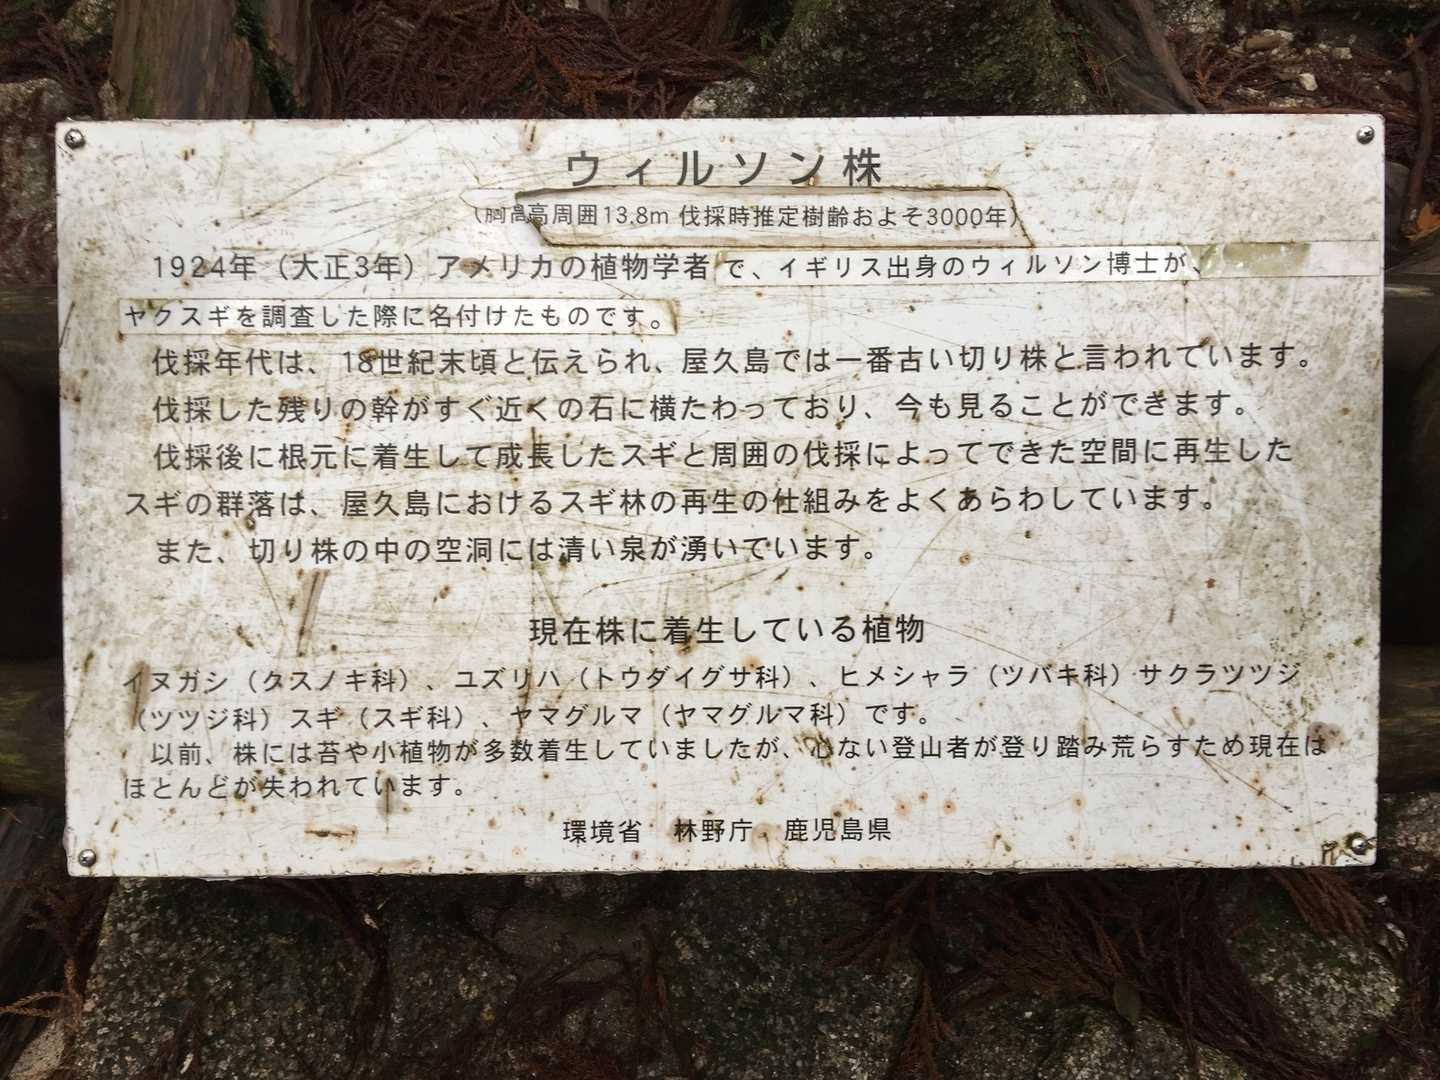 ウィルソン株
（胸高高周囲13.8m 伐採時推定樹齢およそ3000年）
1924年（大正3年）アメリカの植物学者で、イギリス出身のウィルソン博士が、
ヤクスギを調査した際に名付けたものです。
伐採年代は、18世紀末頃と伝えられ、屋久島では一番古い切り株と言われています。
伐採した残りの幹がすぐ近くの石に横たわっており、今も見ることができます。
伐採後に根元に着生して成長したスギと周囲の伐採によってできた空間に再生した
スギの群落は、屋久島におけるスギ林の再生の仕組みをよくあらわしています。
また、切り株の中の空洞には清い泉が湧いています。
現在株に着生している植物
イヌガシ（クスノキ科）、ユズリハ（トウダイグサ科）、ヒメシャラ（ツバキ科）サクラツツジ
（ツツジ科）スギ（スギ科）、ヤマグルマ（ヤマグルマ科）です。
以前、株には苔や小植物が多数着生していましたが、心ない登山者が登り踏み荒らすため現在は
ほとんどが失われています。
環境省　林野庁　鹿児島県